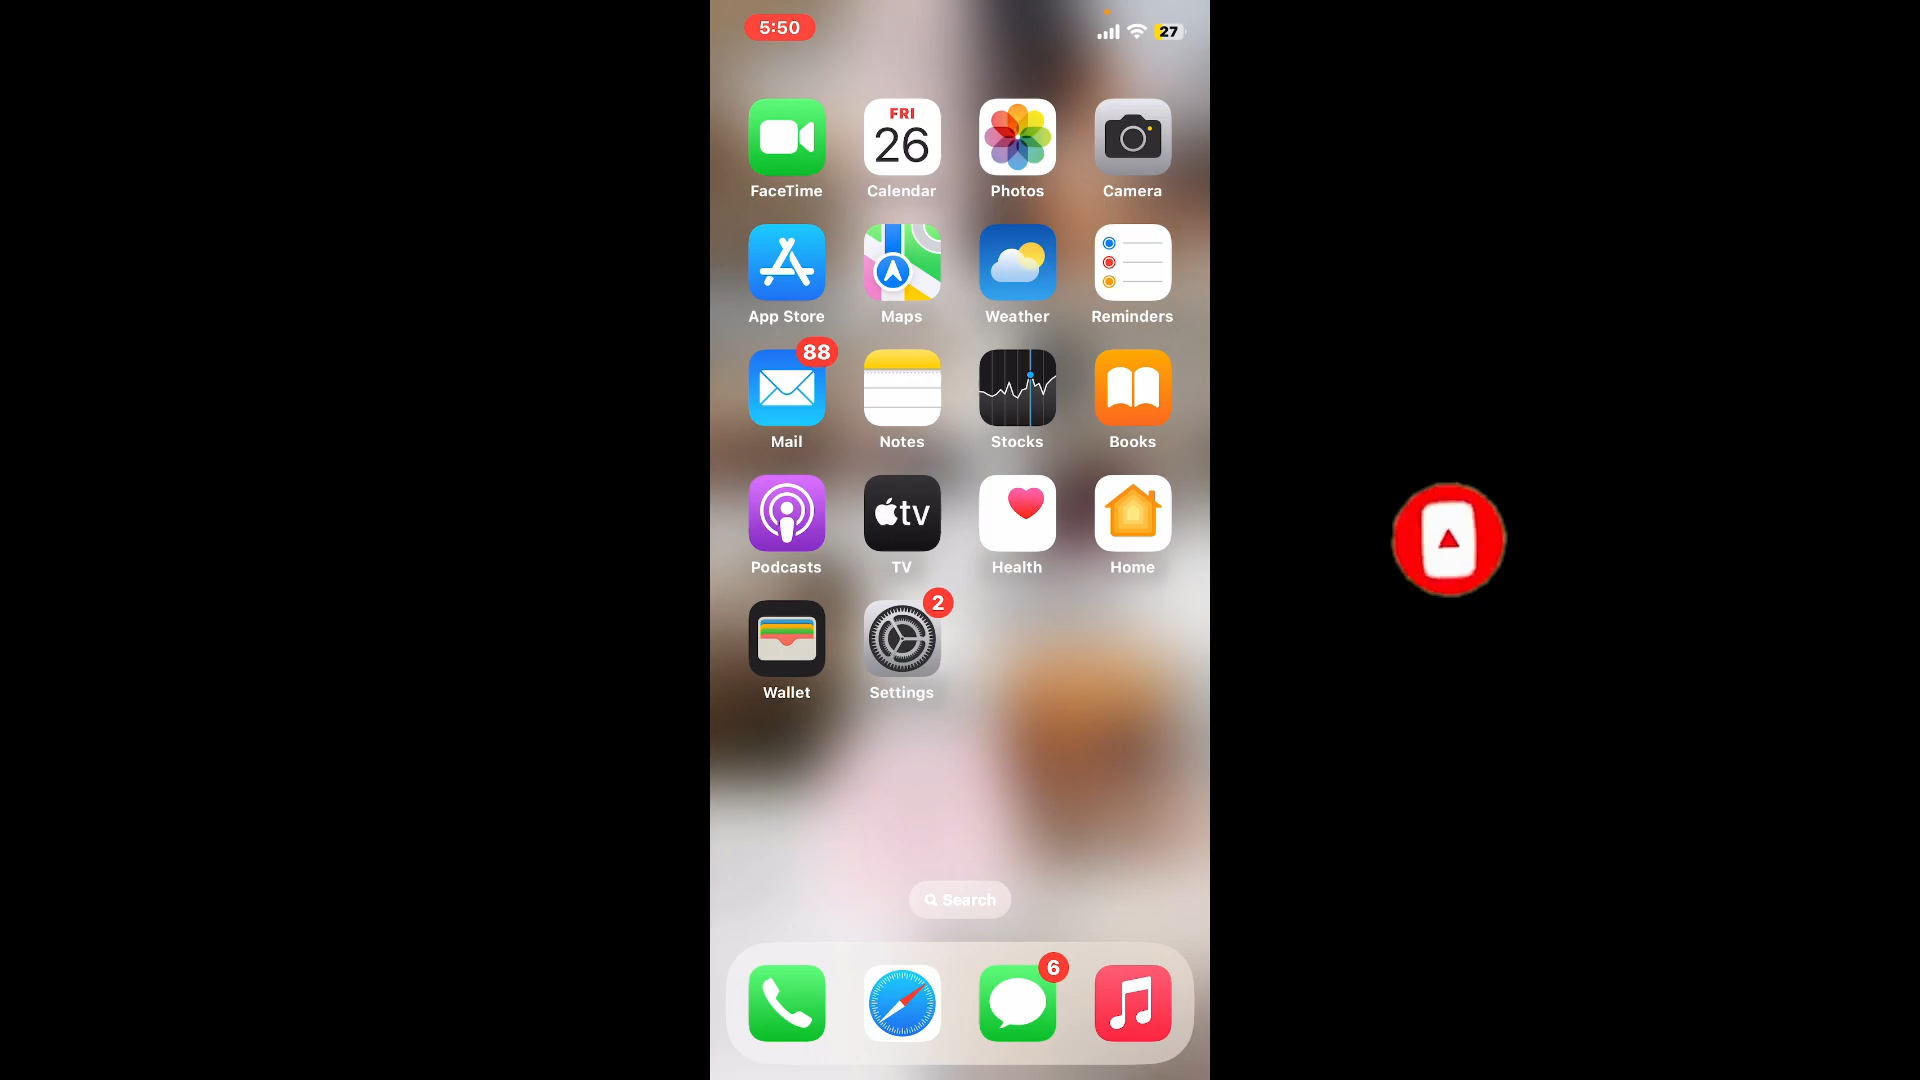 5:50
27
FRI
26
FaceTime
Calendar
Photos
Camera
App Store
Maps
Weather
Reminders
88
Mail
Notes
Stocks
Books
tv
Podcasts
TV
Health
Home
2
Wallet
Settings
Search
6